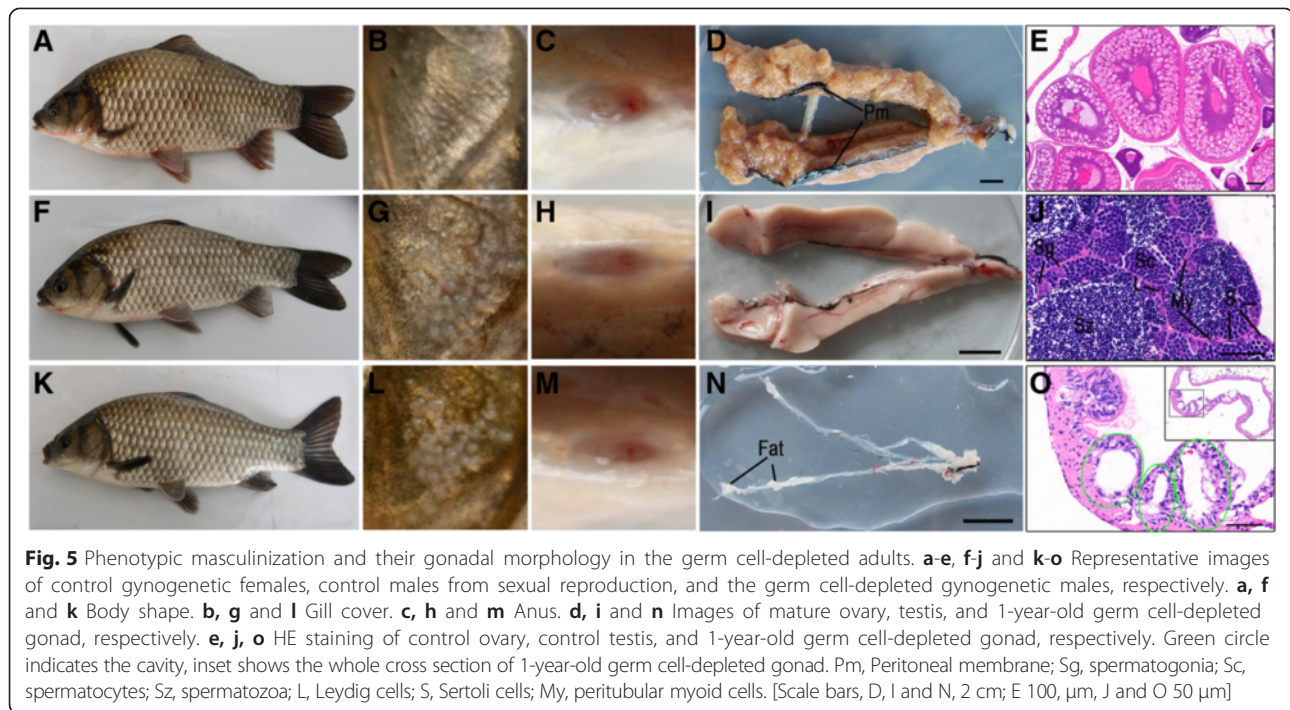 A B C D E
Pm
F G H I J
Sg Sc L My S
Sz
K L M N O
Fat
Fig. 5 Phenotypic masculinization and their gonadal morphology in the germ cell-depleted adults. a-e, f-j and k-o Representative images
of control gynogenetic females, control males from sexual reproduction, and the germ cell-depleted gynogenetic males, respectively. a, f
and k Body shape. b, g and l Gill cover. c, h and m Anus. d, i and n Images of mature ovary, testis, and 1-year-old germ cell-depleted
gonad, respectively. e, j, o HE staining of control ovary, control testis, and 1-year-old germ cell-depleted gonad, respectively. Green circle
indicates the cavity, inset shows the whole cross section of 1-year-old germ cell-depleted gonad. Pm, Peritoneal membrane; Sg, spermatogonia; Sc,
spermatocytes; Sz, spermatozoa; L, Leydig cells; S, Sertoli cells; My, peritubular myoid cells. [Scale bars, D, I and N, 2 cm; E 100, µm, J and O 50 µm]